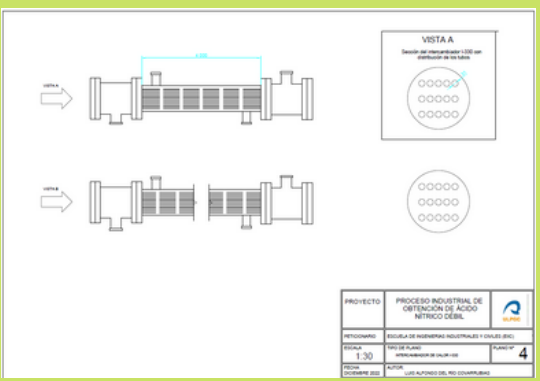 VISTA A
Sección del intercambiador I-330 con
distribución de los tubos
VISTA A
VISTA B
PROYECTO
PROCESO INDUSTRIAL DE
OBTENCIÓN DE ÁCIDO
NÍTRICO DÉBIL
ULPGC
PETICIONARIO
ESCUELA DE INGENIERÍAS INDUSTRIALES Y CIVILES (EIIC)
ESCALA
1:30
TIPO DE PLANO
INTERCAMBIADOR DE CALOR
PLANO Nº
4
FECHA
DICIEMBRE 2022
AUTOR
LUIS ALFONSO DEL RIO COVARRUBIAS